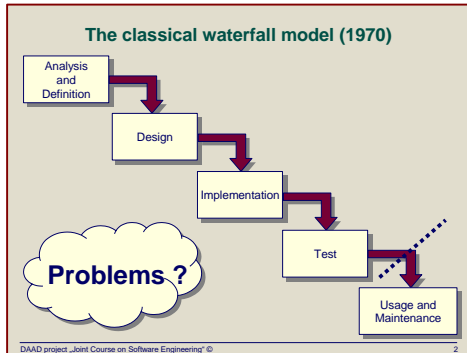 The classical waterfall model (1970)
Analysis
and
Definition
Design
Implementation
Test
Usage and
Maintenance
Problems ?
DAAD project „Joint Course on Software Engineering" ©
2